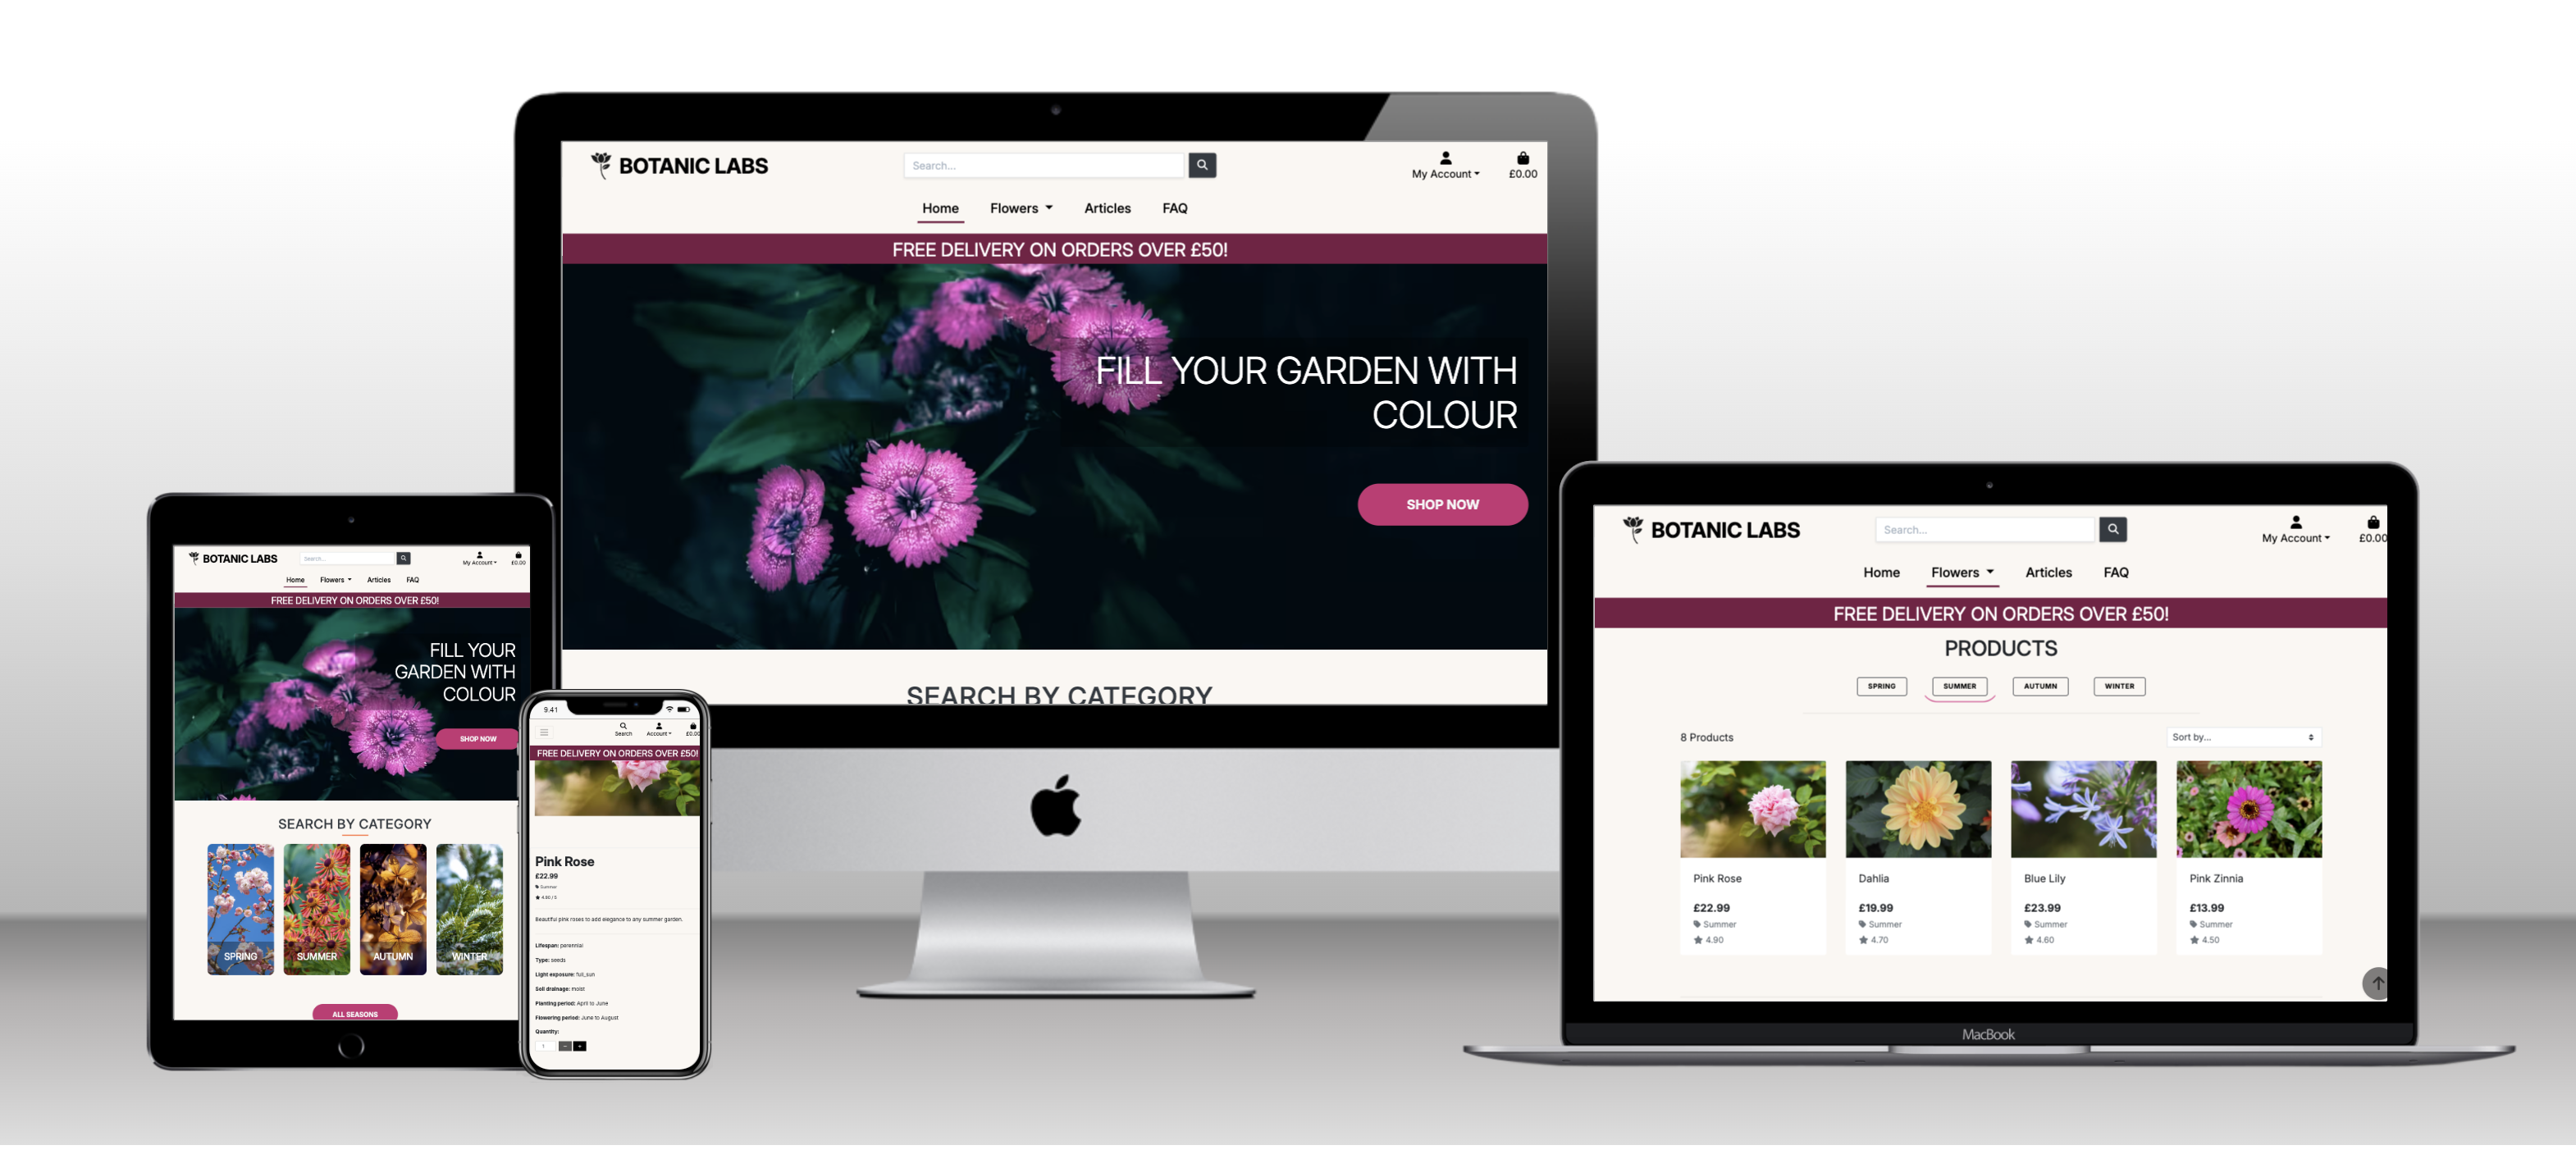 BOTANIC LABS
Search...
My Account
£0.00
Home
Flowers
Articles
FAQ
FREE DELIVERY ON ORDERS OVER £50!
FILL YOUR GARDEN WITH
COLOUR
SHOP NOW
SEARCH BY CATEGORY
BOTANIC LABS
Search...
My Account
£0.00
Home
Flowers
Articles
FAQ
FREE DELIVERY ON ORDERS OVER £50!
FILL YOUR
GARDEN WITH
COLOUR
SHOP NOW
SEARCH BY CATEGORY
SPRING
SUMMER
AUTUMN
WINTER
ALL SEASONS
9.41
Search
Account
£0.00
FREE DELIVERY ON ORDERS OVER £50!
Pink Rose
£22.99
Summer
4.90 / 5
Beautiful pink roses to add elegance to any summer garden.
Lifespan: perennial
Type: seeds
Light exposure: full_sun
Soil drainage: moist
Planting period: April to June
Flowering period: June to August
Quantity:
1
- +
BOTANIC LABS
Search...
My Account
£0.00
Home
Flowers
Articles
FAQ
FREE DELIVERY ON ORDERS OVER £50!
PRODUCTS
SPRING
SUMMER
AUTUMN
WINTER
8 Products
Sort by...
Pink Rose
£22.99
Summer
4.90
Dahlia
£19.99
Summer
4.70
Blue Lily
£23.99
Summer
4.60
Pink Zinnia
£13.99
Summer
4.50
MacBook